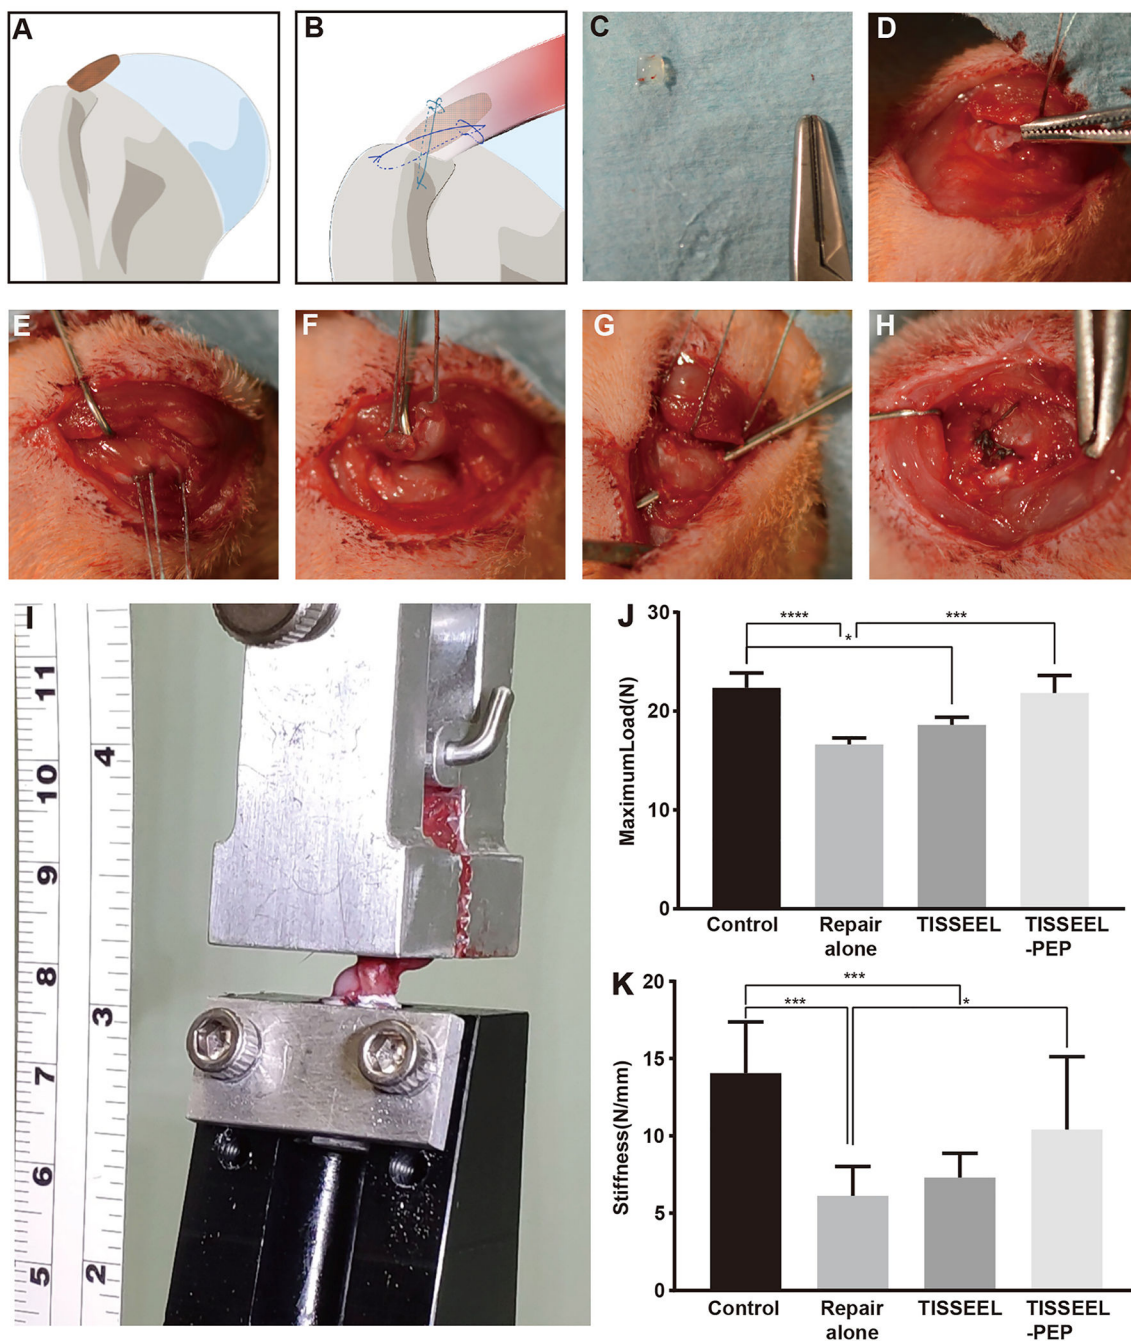 A
B
C
D
E
F
G
H
I
11
10
9
8
7
6
5
4
3
2
J
30
20
10
0
MaximumLoad(N)
****
*
***
Control
Repair
alone
TISSEEL
TISSEEL
-PEP
K
20
15
10
5
0
Stiffness(N/mm)
***
***
*
Control
Repair
alone
TISSEEL
TISSEEL
-PEP